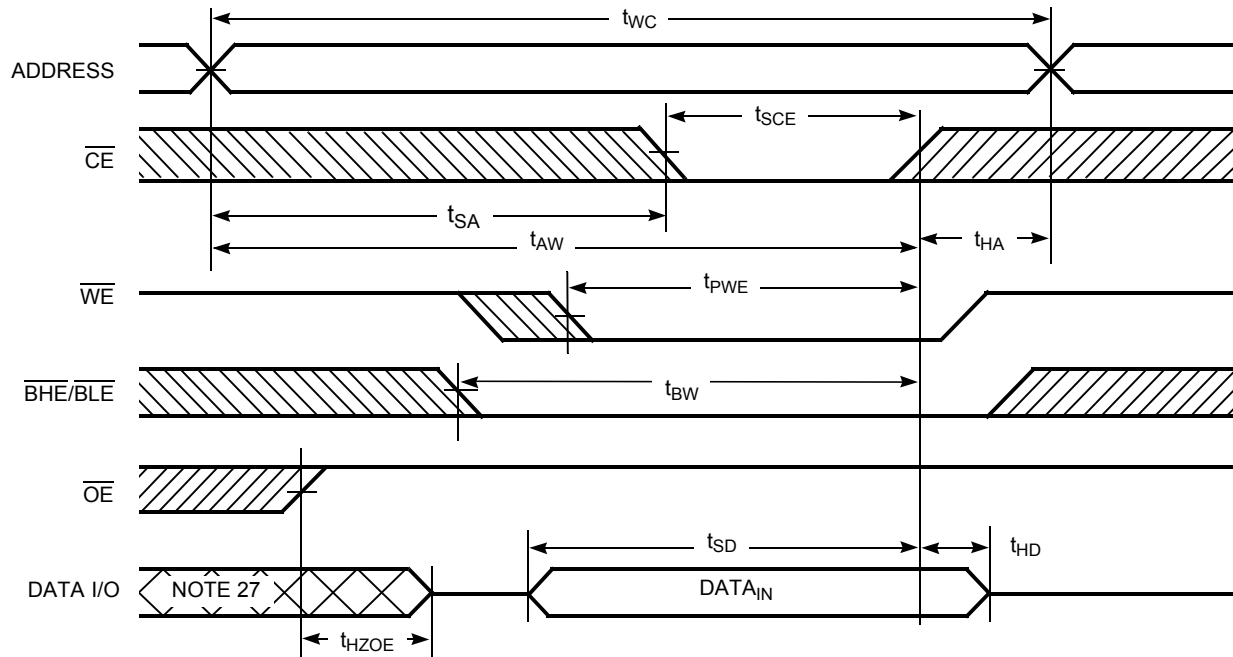 tWC
ADDRESS
tSCE
CE
tSA
tAW
tHA
WE
tPWE
BHE/BLE
tBW
OE
tSD
tHD
DATA I/O
NOTE 27
DATAIN
tHZOE